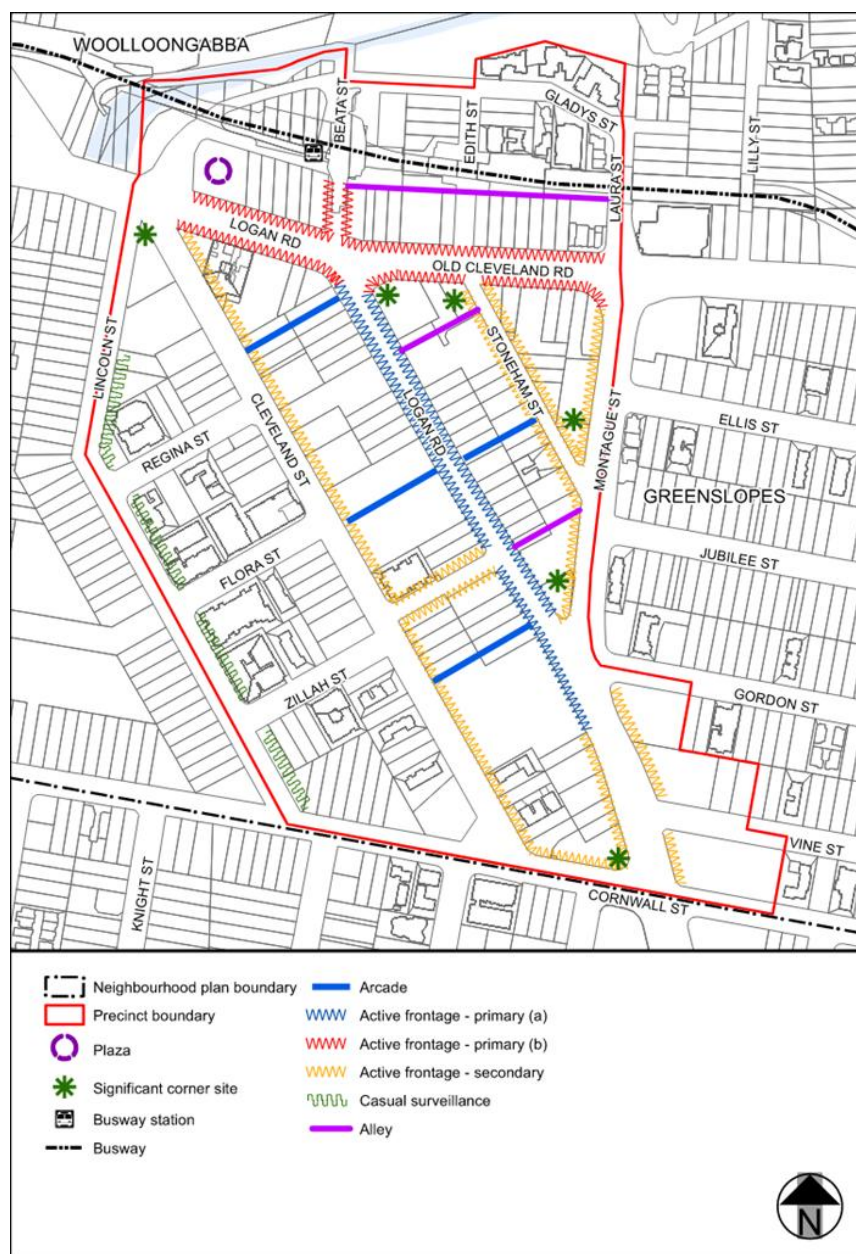 WOOLLOONGABBA
BEATA ST
EDITH ST
GLADYS ST
LAURA ST
LILLY ST
LOGAN RD
OLD CLEVELAND RD
LINCOLN ST
STONEHAM ST
LOGAN RD
CLEVELAND ST
MONTAGUE ST
ELLIS ST
REGINA ST
GREENSLOPES
FLORA ST
JUBILEE ST
ZILLAH ST
GORDON ST
KNIGHT ST
VINE ST
CORNWALL ST
Neighbourhood plan boundary
Precinct boundary
Plaza
Significant corner site
Busway station
Busway
Arcade
Active frontage - primary (a)
Active frontage - primary (b)
Active frontage - secondary
Casual surveillance
Alley
N